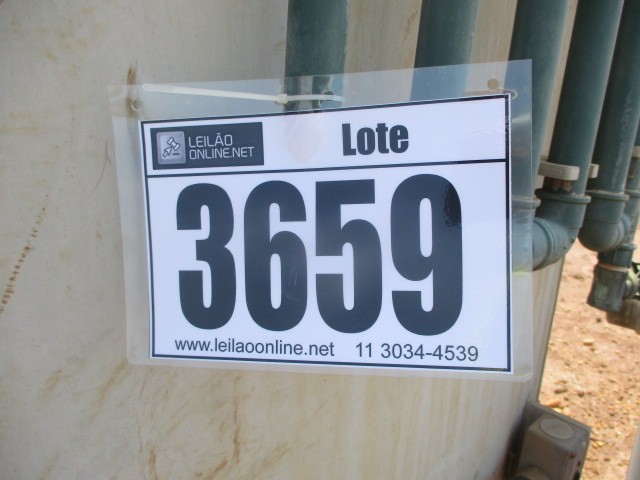 LEILÃO
ONLINE.NET
Lote
3659
www.leilaoonline.net 11 3034-4539